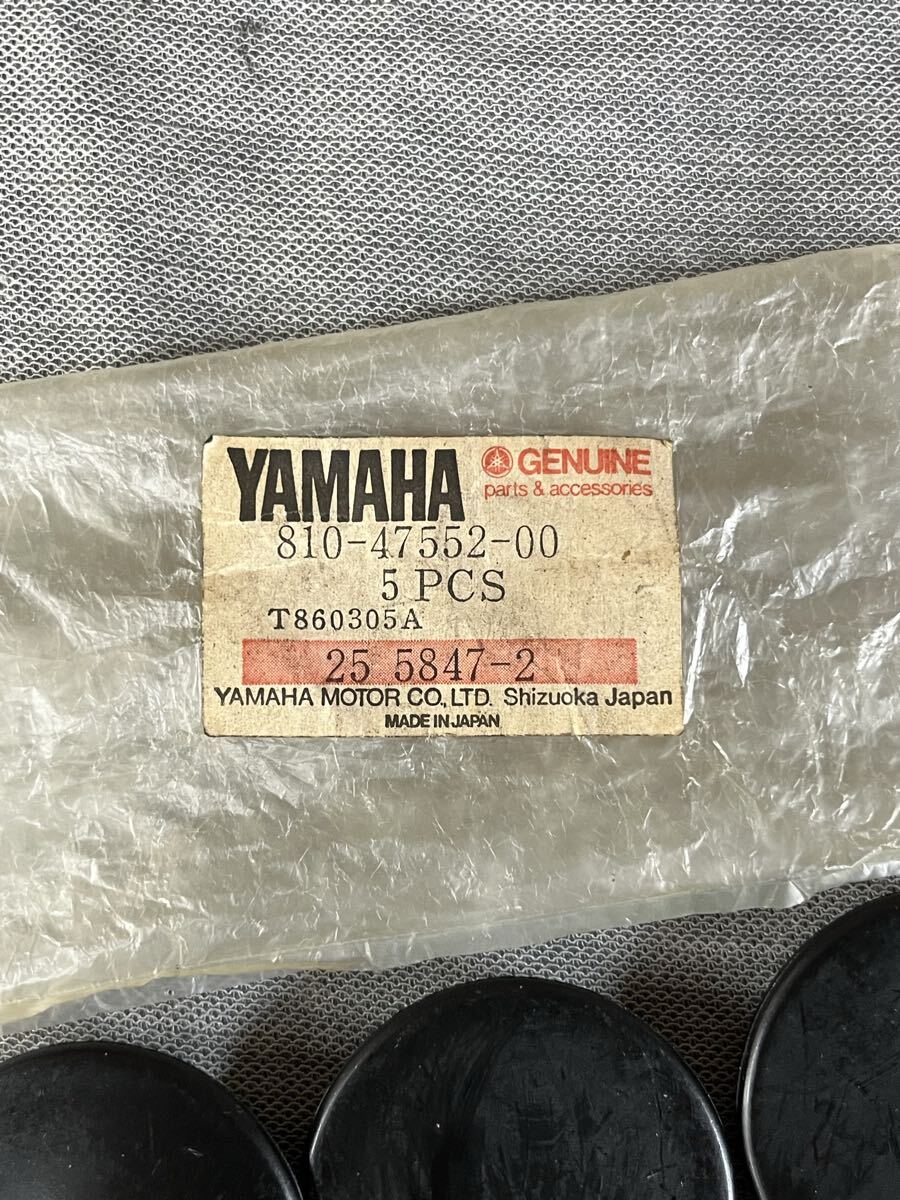 YAMAHA GENUINE
parts & accessories
810-47552-00
5 PCS
T860305A
25 5847-2
YAMAHA MOTOR CO., LTD. Shizuoka Japan
MADE IN JAPAN